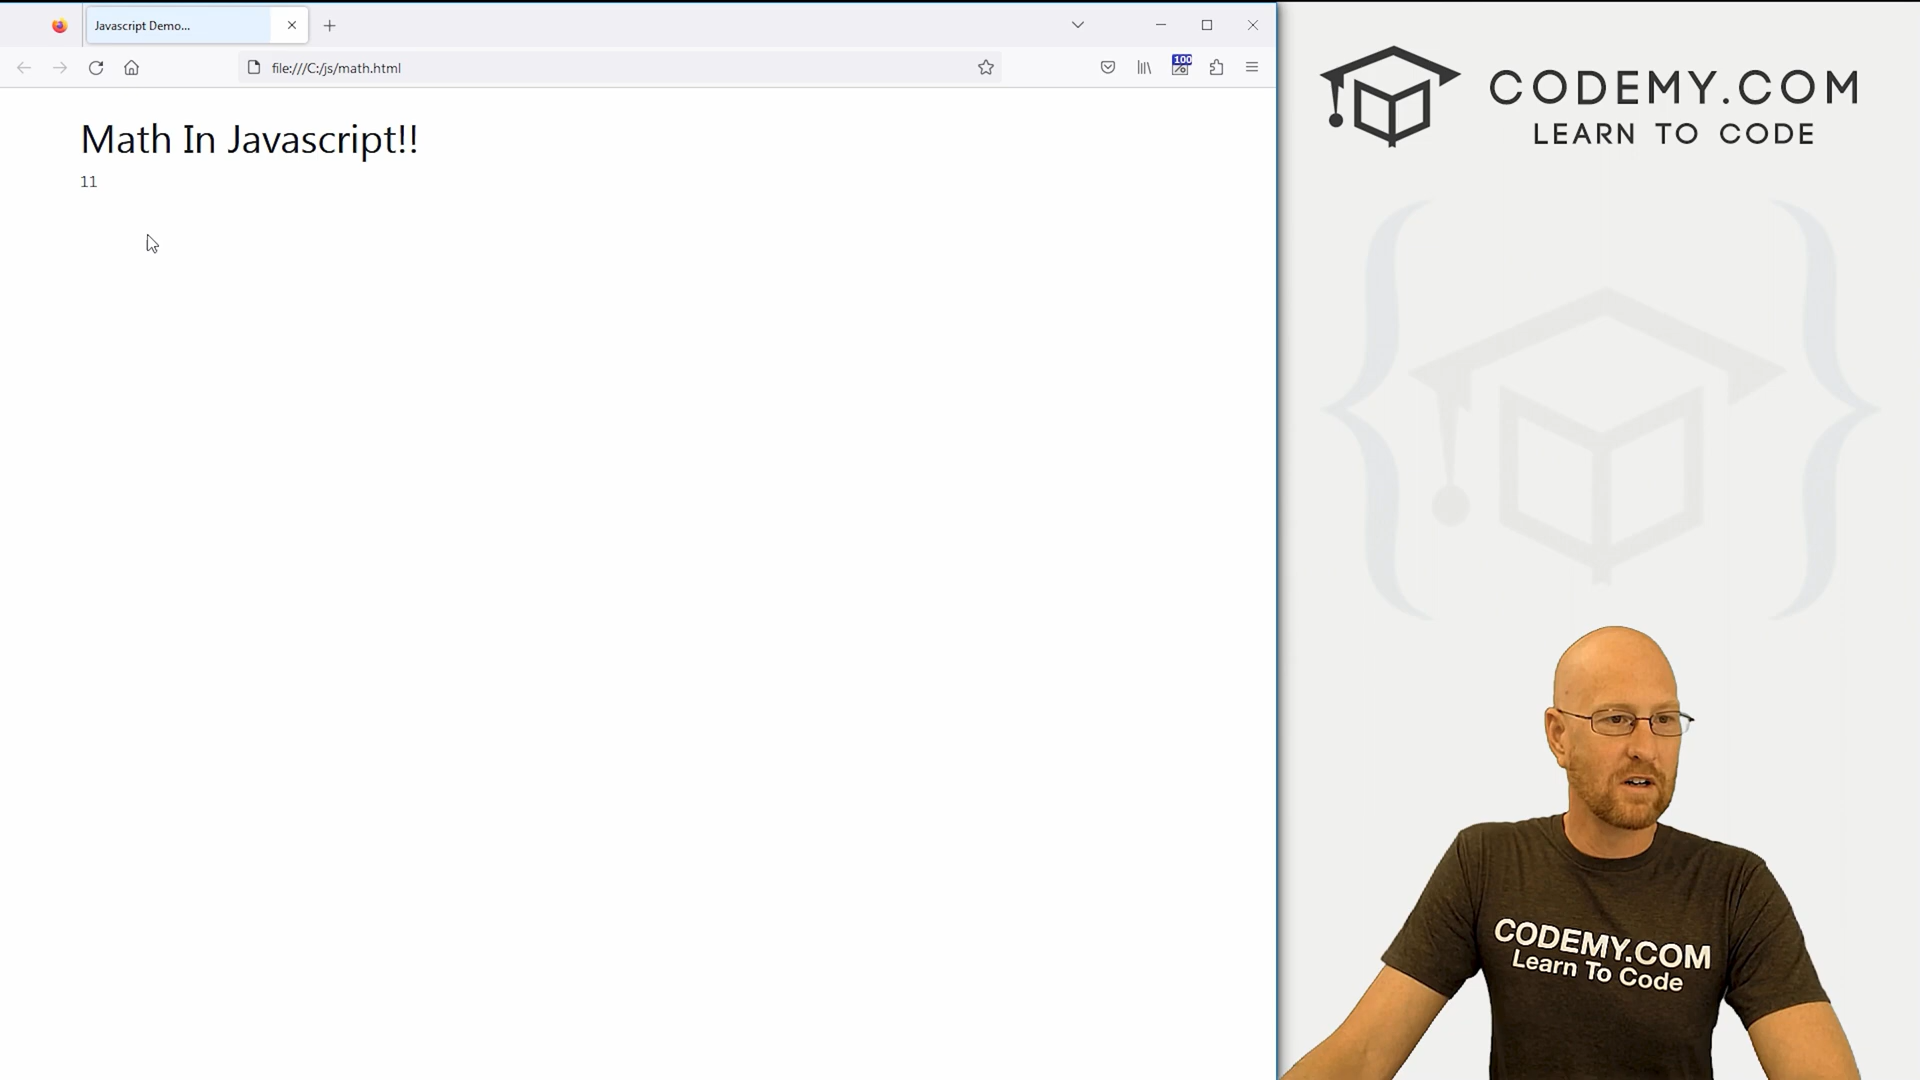 Javascript Demo...
file:///C:/js/math.html
100
Math In Javascript!!
11
CODEMY.COM
LEARN TO CODE
CODEMY.COM
Learn To Code